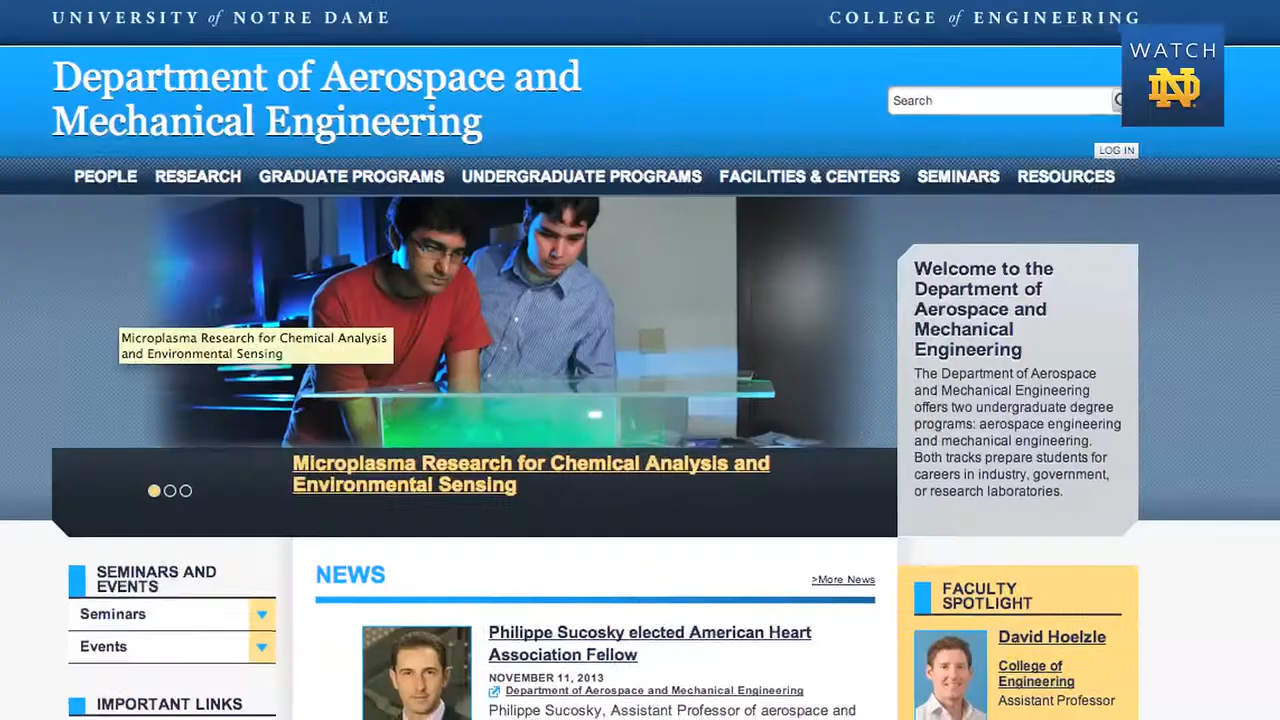 UNIVERSITY of NOTRE DAME
COLLEGE of ENGINEERING
WATCH
ND
Department of Aerospace and
Mechanical Engineering
Search
LOG IN
PEOPLE RESEARCH GRADUATE PROGRAMS UNDERGRADUATE PROGRAMS FACILITIES & CENTERS SEMINARS RESOURCES
Microplasma Research for Chemical Analysis
and Environmental Sensing
Microplasma Research for Chemical Analysis and
Environmental Sensing
Welcome to the
Department of
Aerospace and
Mechanical
Engineering
The Department of Aerospace
and Mechanical Engineering
offers two undergraduate degree
programs: aerospace engineering
and mechanical engineering.
Both tracks prepare students for
careers in industry, government,
or research laboratories.
SEMINARS AND
EVENTS
Seminars
Events
IMPORTANT LINKS
NEWS
>More News
Philippe Sucosky elected American Heart
Association Fellow
NOVEMBER 11, 2013
Department of Aerospace and Mechanical Engineering
Philippe Sucosky, Assistant Professor of aerospace and
FACULTY
SPOTLIGHT
David Hoelzle
College of
Engineering
Assistant Professor